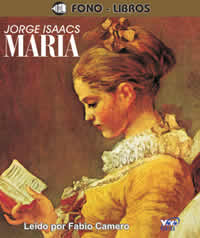 FONO - LIBROS
JORGE ISAACS
MARIA
Leído por Fabio Camero